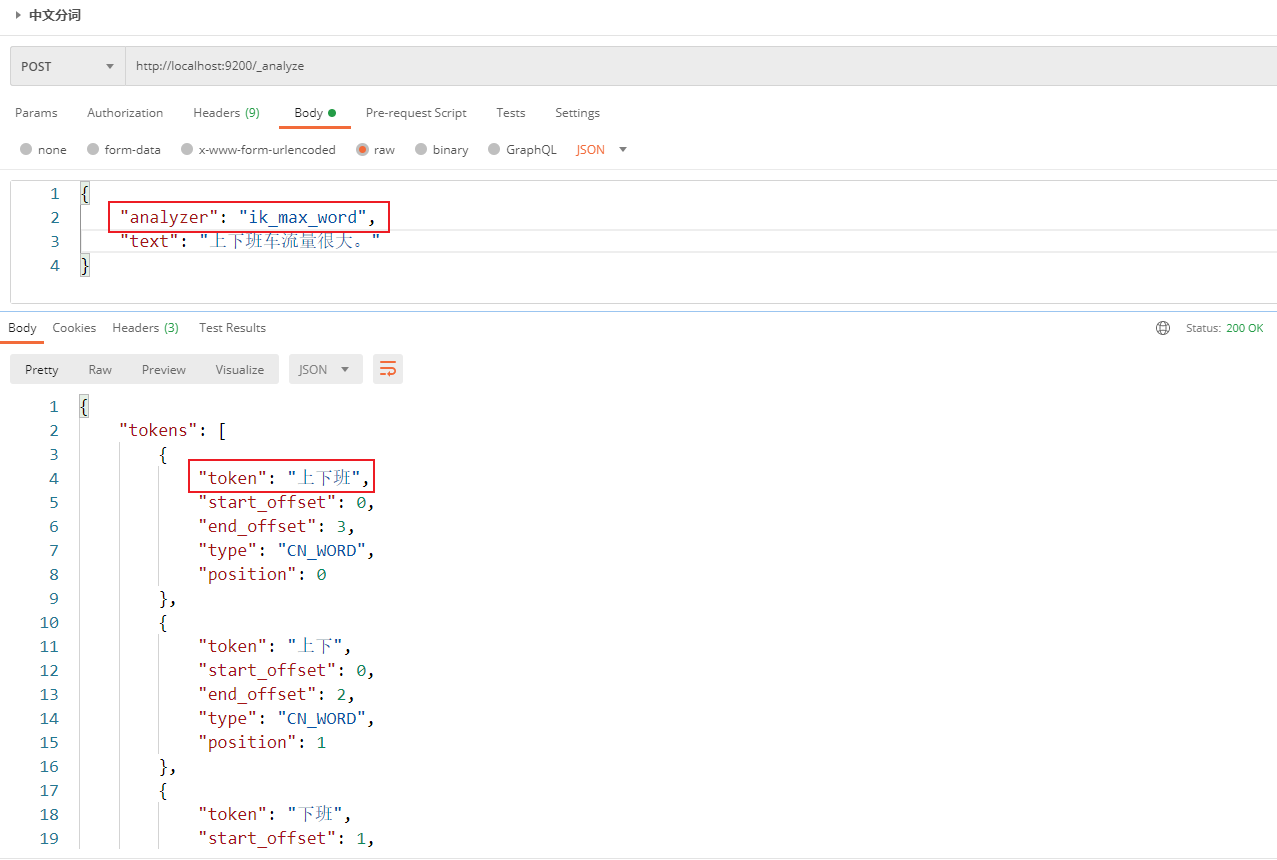 中文分词
POST http://localhost:9200/_analyze
Params Authorization Headers (9) Body Pre-request Script Tests Settings
none form-data x-www-form-urlencoded raw binary GraphQL JSON
1 {
2 "analyzer": "ik_max_word",
3 "text": "上下班车流量很大。"
4 }
Body Cookies Headers (3) Test Results Status: 200 OK
Pretty Raw Preview Visualize JSON
1 {
2 "tokens": [
3 {
4 "token": "上下班",
5 "start_offset": 0,
6 "end_offset": 3,
7 "type": "CN_WORD",
8 "position": 0
9 },
10 {
11 "token": "上下",
12 "start_offset": 0,
13 "end_offset": 2,
14 "type": "CN_WORD",
15 "position": 1
16 },
17 {
18 "token": "下班",
19 "start_offset": 1,